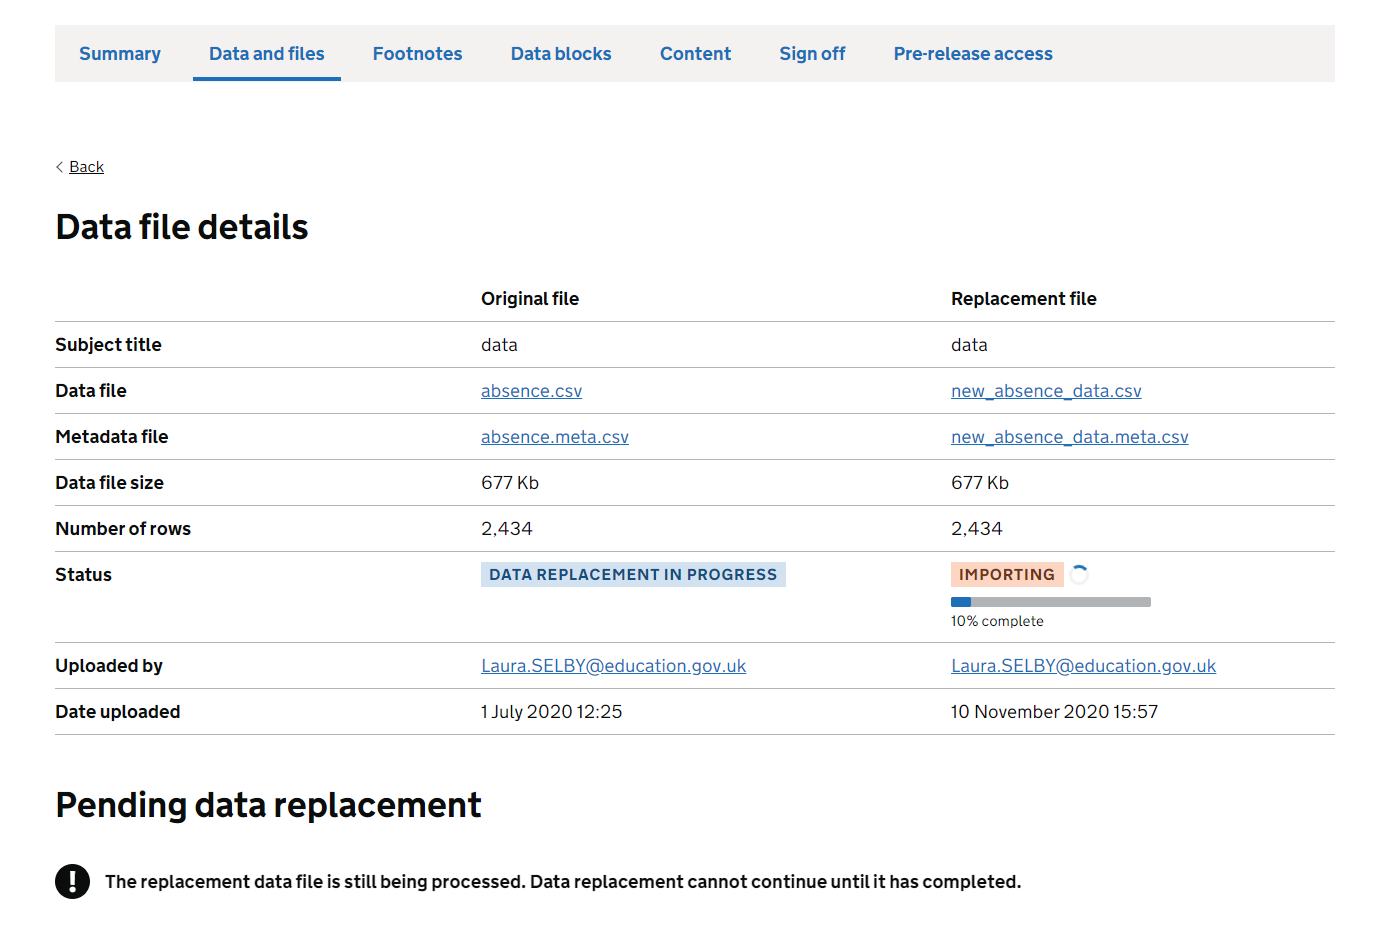 Summary Data and files Footnotes Data blocks Content Sign off Pre-release access
Back
Data file details
Original file Replacement file
Subject title data data
Data file absence.csv new_absence_data.csv
Metadata file absence.meta.csv new_absence_data.meta.csv
Data file size 677 Kb 677 Kb
Number of rows 2,434 2,434
Status DATA REPLACEMENT IN PROGRESS IMPORTING
10% complete
Uploaded by Laura.SELBY@education.gov.uk Laura.SELBY@education.gov.uk
Date uploaded 1 July 2020 12:25 10 November 2020 15:57
Pending data replacement
! The replacement data file is still being processed. Data replacement cannot continue until it has completed.